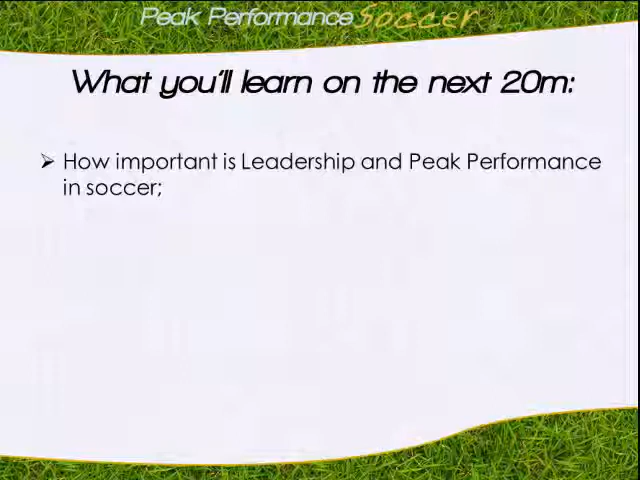 Peak Performance Soccer
What you'll learn on the next 20m:
➢ How important is Leadership and Peak Performance
in soccer;